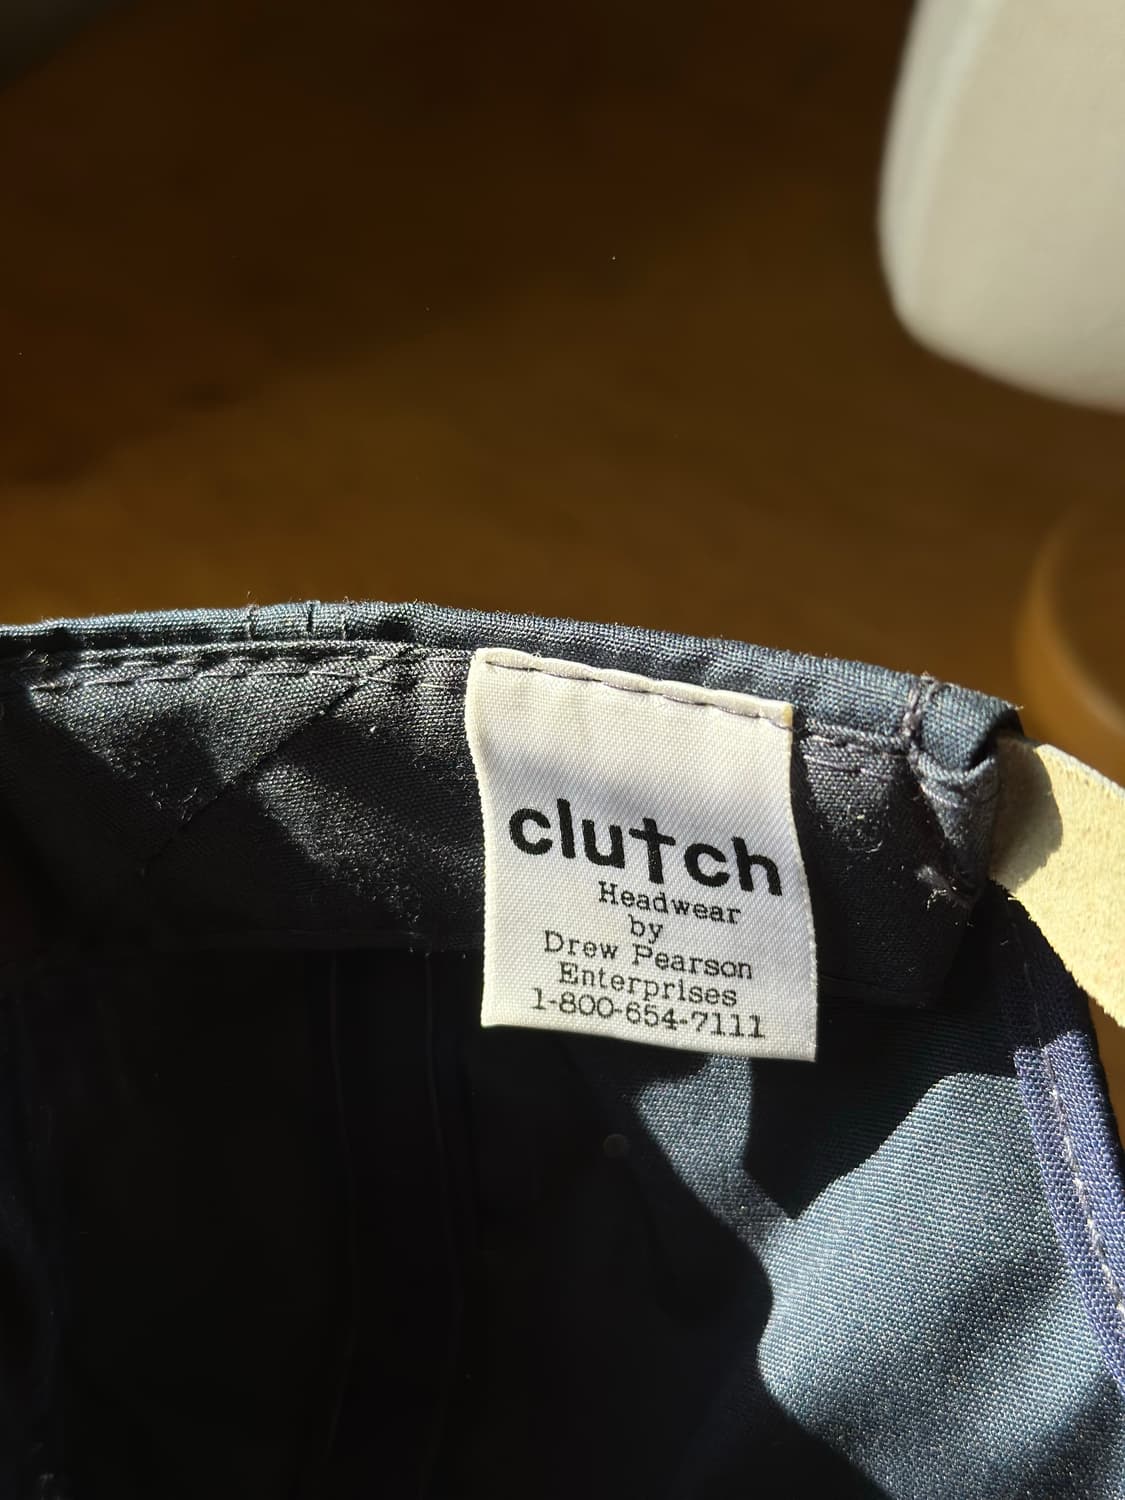 clutch
Headwear
by
Drew Pearson
Enterprises
1-800-654-7111